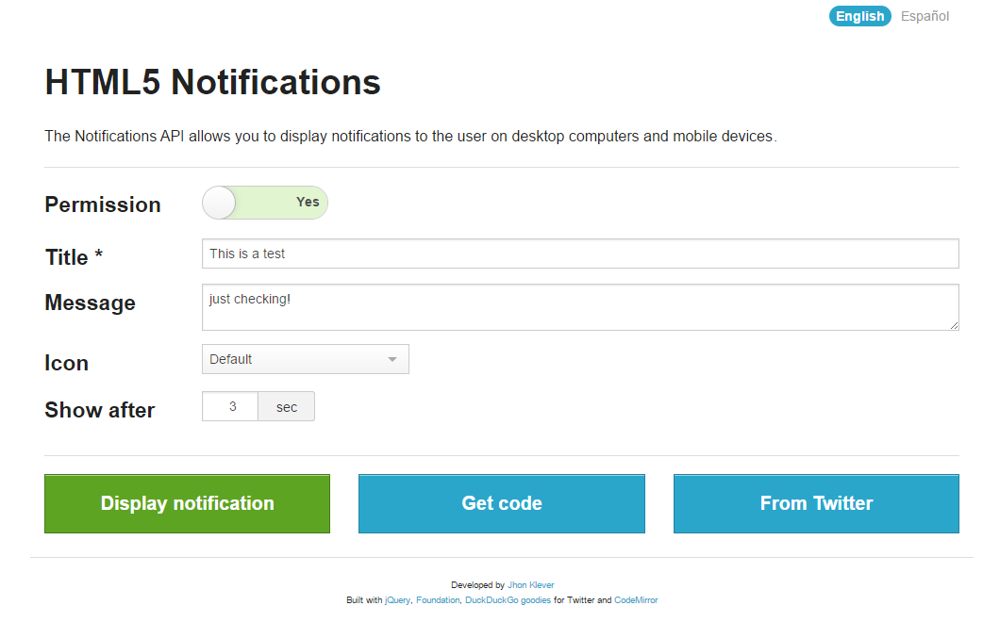 English Español
HTML5 Notifications
The Notifications API allows you to display notifications to the user on desktop computers and mobile devices.
Permission Yes
Title * This is a test
Message just checking!
Icon Default
Show after 3 sec
Display notification Get code From Twitter
Developed by Jhon Klever
Built with jQuery, Foundation, DuckDuckGo goodies for Twitter and CodeMirror